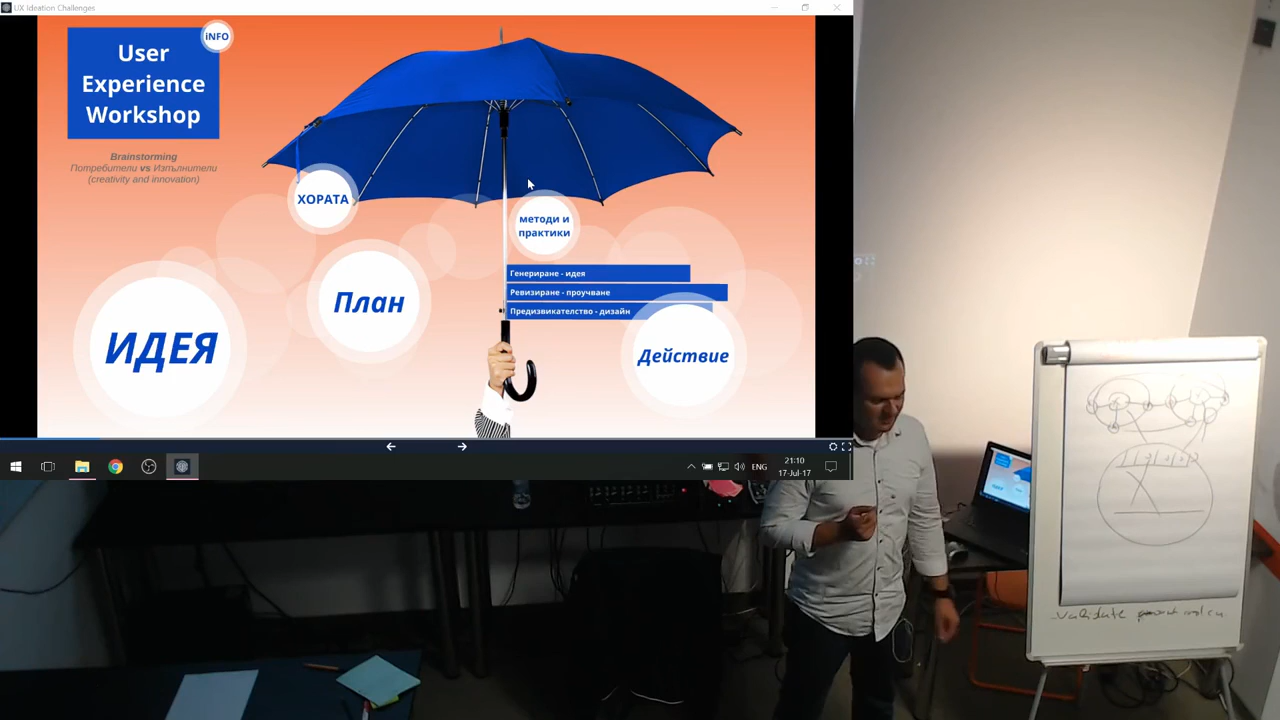 UX Ideation Challenges
User
Experience
Workshop
iNFO
Brainstorming
Потребители vs Изпълнители
(creativity and innovation)
ХОРАТА
методи и
практики
Генериране - идея
Ревизиране - проучване
Предизвикателство - дизайн
План
ИДЕЯ
Действие
ENG
21:10
17-Jul-17
validate